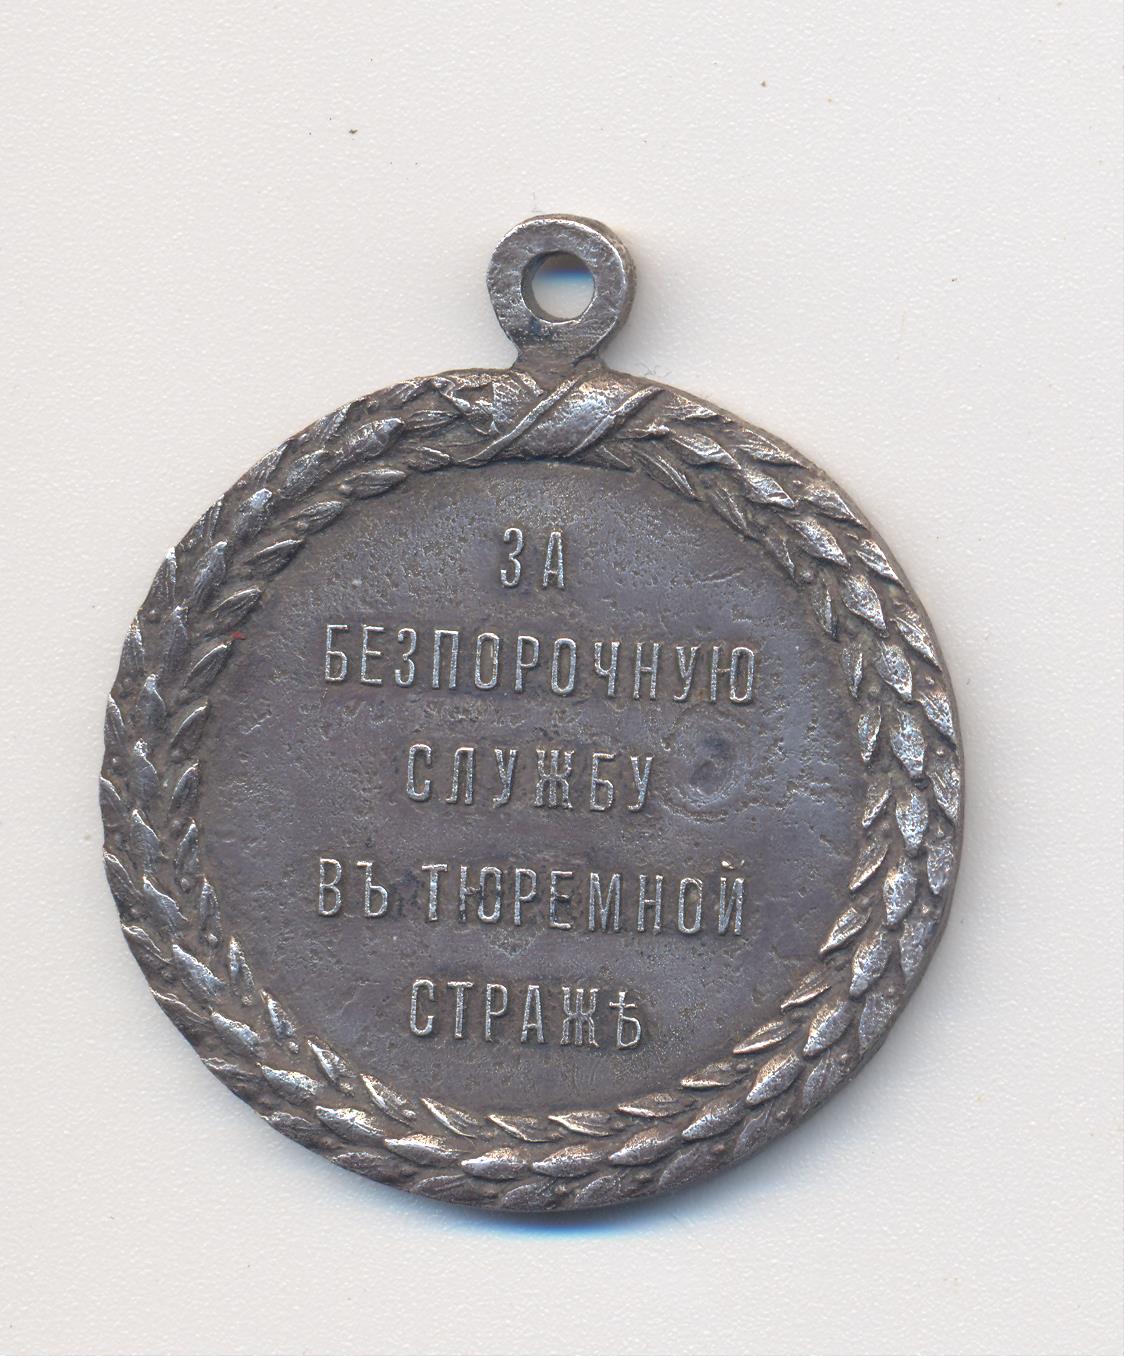 ЗА
БЕЗПОРОЧНУЮ
СЛУЖБУ
ВЪ ТЮРЕМНОЙ
СТРАЖѢ